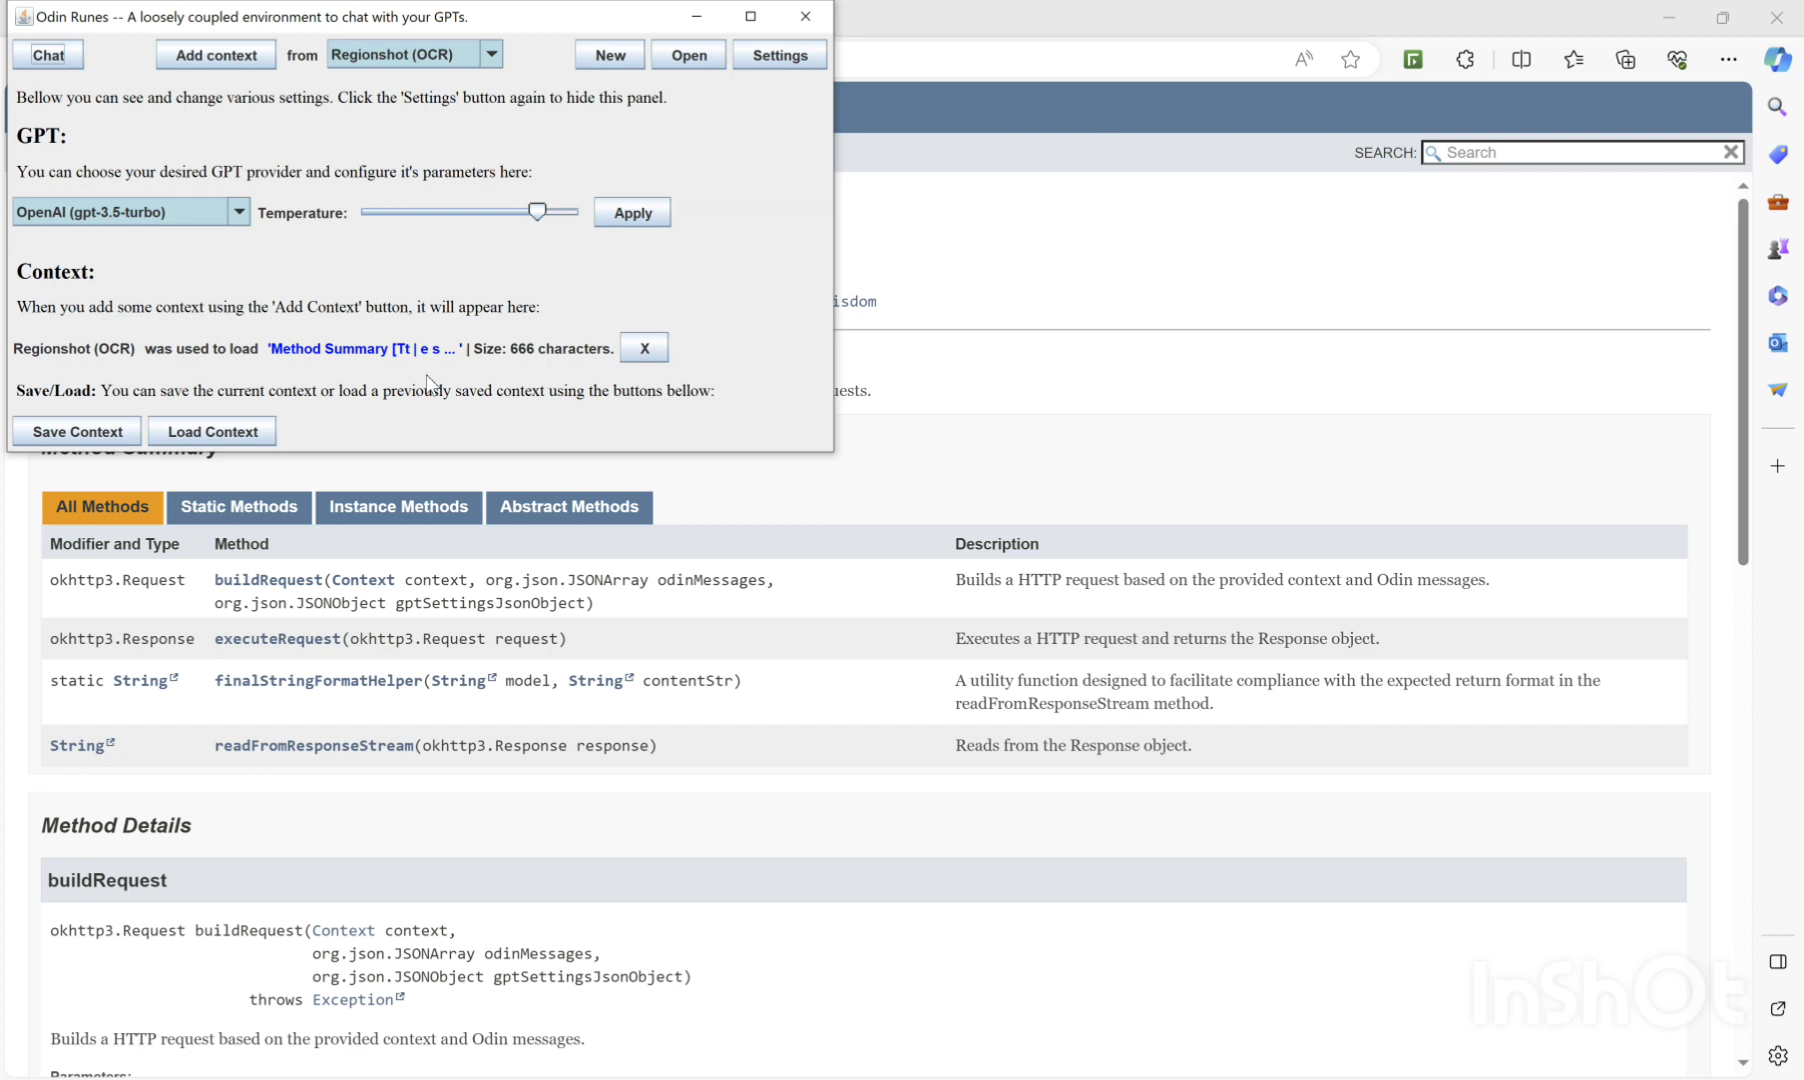 Odin Runes -- A loosely coupled environment to chat with your GPTs.
Chat Add context from Regionshot (OCR) New Open Settings
Bellow you can see and change various settings. Click the 'Settings' button again to hide this panel.
GPT:
You can choose your desired GPT provider and configure it's parameters here:
OpenAI (gpt-3.5-turbo) Temperature: Apply
Context:
When you add some context using the 'Add Context' button, it will appear here:
Regionshot (OCR) was used to load 'Method Summary [Tt | e s ... ' | Size: 666 characters. X
Save/Load: You can save the current context or load a previously saved context using the buttons bellow:
Save Context Load Context
SEARCH: Search
isdom
ests.
Method Summary
All Methods Static Methods Instance Methods Abstract Methods
Modifier and Type Method Description
okhttp3.Request buildRequest(Context context, org.json.JSONArray odinMessages, Builds a HTTP request based on the provided context and Odin messages.
org.json.JSONObject gptSettingsJsonObject)
okhttp3.Response executeRequest(okhttp3.Request request) Executes a HTTP request and returns the Response object.
static String finalStringFormatHelper(String model, String contentStr) A utility function designed to facilitate compliance with the expected return format in the
readFromResponseStream method.
String readFromResponseStream(okhttp3.Response response) Reads from the Response object.
Method Details
buildRequest
okhttp3.Request buildRequest(Context context,
org.json.JSONArray odinMessages,
org.json.JSONObject gptSettingsJsonObject)
throws Exception
Builds a HTTP request based on the provided context and Odin messages.
Parameters:
InShOt